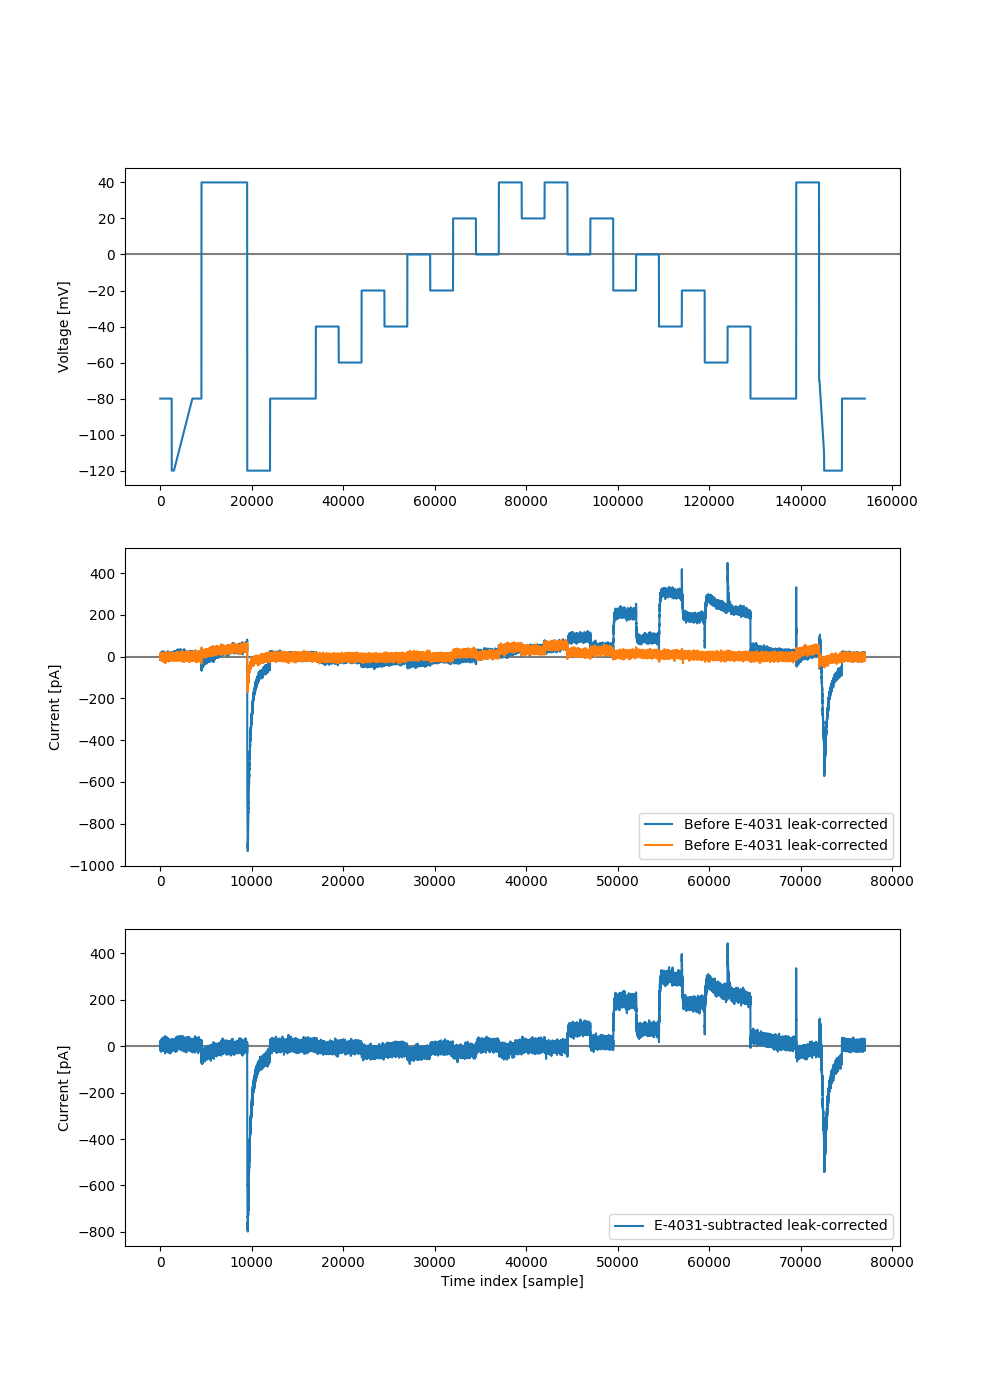 40
20
0
−20
−40
−60
−80
−100
−120
Voltage [mV]
0 20000 40000 60000 80000 100000 120000 140000 160000
400
200
0
−200
−400
−600
−800
−1000
Current [pA]
Before E-4031 leak-corrected
Before E-4031 leak-corrected
0 10000 20000 30000 40000 50000 60000 70000 80000
400
200
0
−200
−400
−600
−800
Current [pA]
E-4031-subtracted leak-corrected
0 10000 20000 30000 40000 50000 60000 70000 80000
Time index [sample]